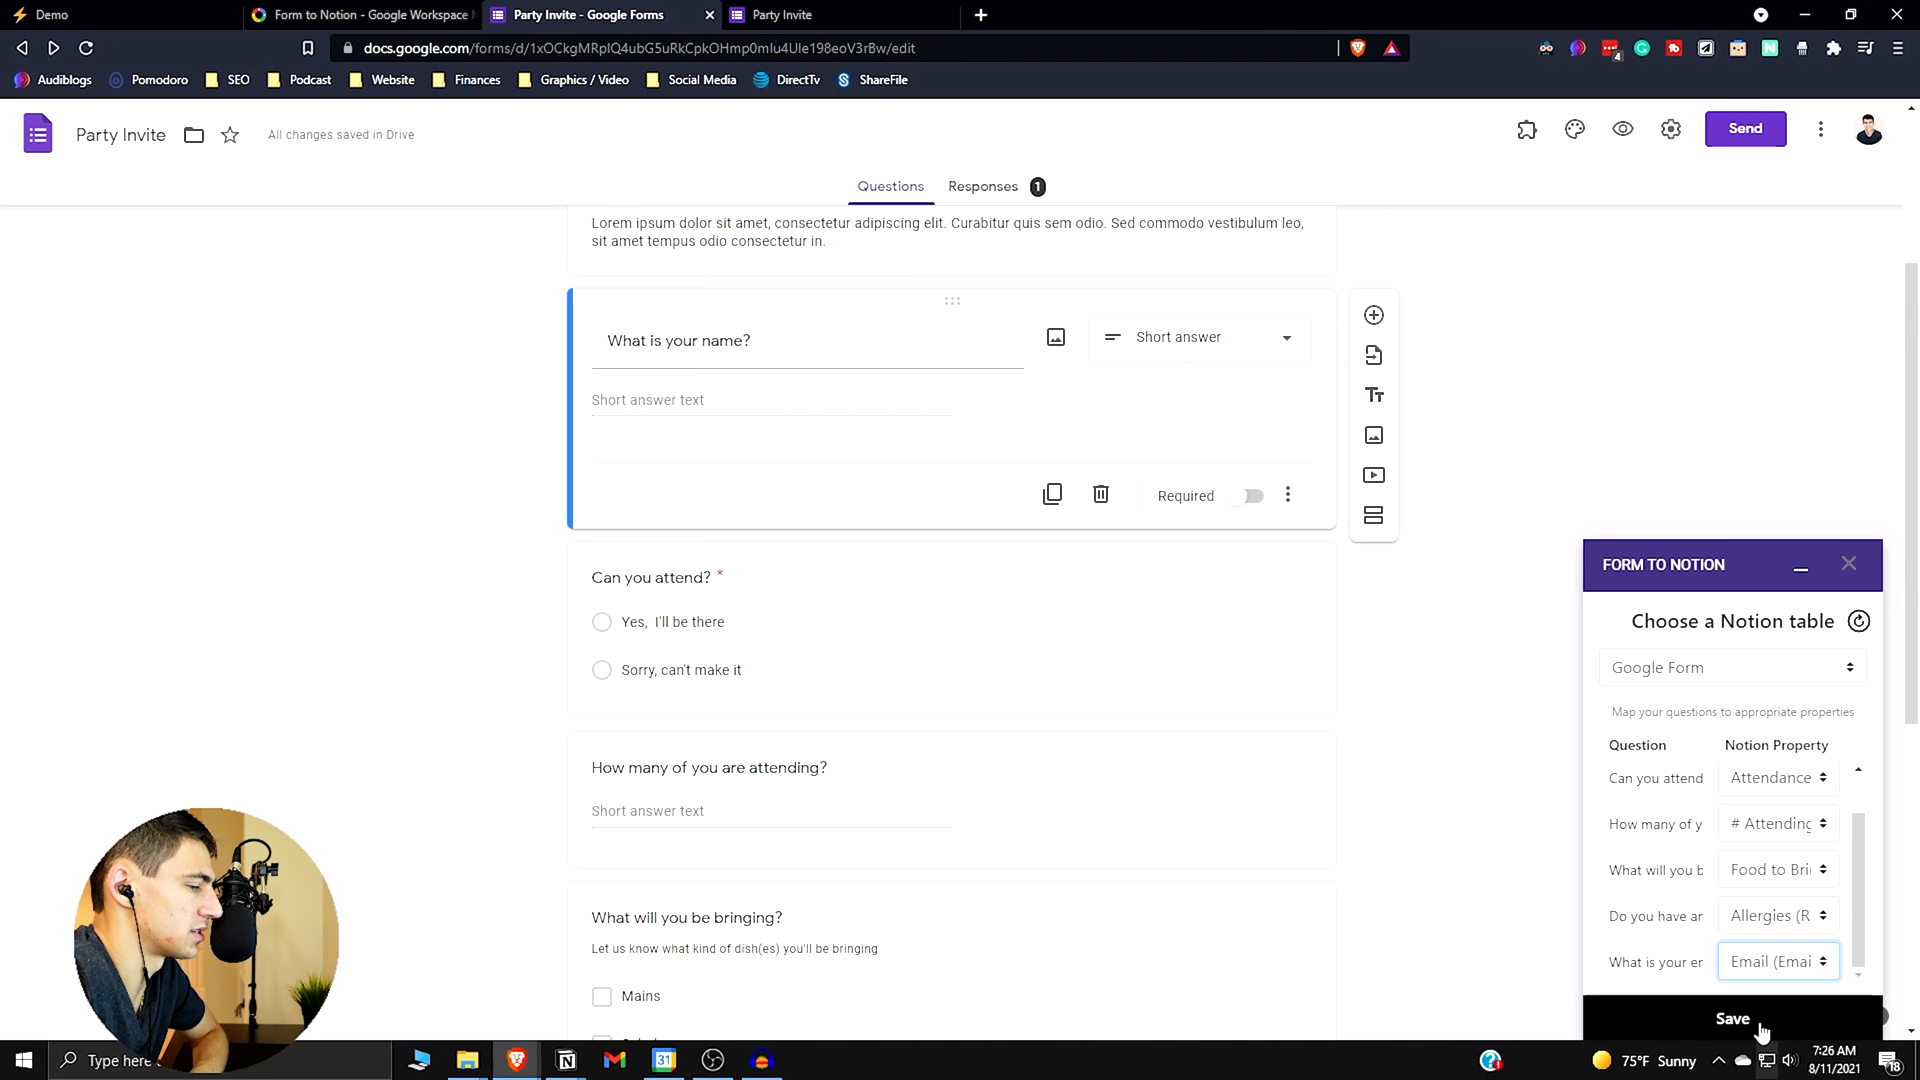 Demo
Form to Notion - Google Workspace
Party Invite - Google Forms
Party Invite
docs.google.com/forms/d/1xOCkgMRplQ4ubG5uRkCpkOHmp0mlu4Ule198eoV3rBw/edit
4
Audiblogs
Pomodoro
SEO
Podcast
Website
Finances
Graphics / Video
Social Media
DirectTv
ShareFile
Party Invite
All changes saved in Drive
Send
Questions
Responses
1
Lorem ipsum dolor sit amet, consectetur adipiscing elit. Curabitur quis sem odio. Sed commodo vestibulum leo,
sit amet tempus odio consectetur in.
What is your name?
Short answer
Short answer text
Required
Can you attend? *
Yes, I'll be there
Sorry, can't make it
How many of you are attending?
Short answer text
What will you be bringing?
Let us know what kind of dish(es) you'll be bringing
Mains
FORM TO NOTION
Choose a Notion table
Google Form
Map your questions to appropriate properties
Question Notion Property
Can you attend Attendance
How many of y # Attending
What will you b Food to Bri
Do you have ar Allergies (R
What is your er Email (Emai
Save
Type here
31
75°F Sunny
7:26 AM
8/11/2021
18